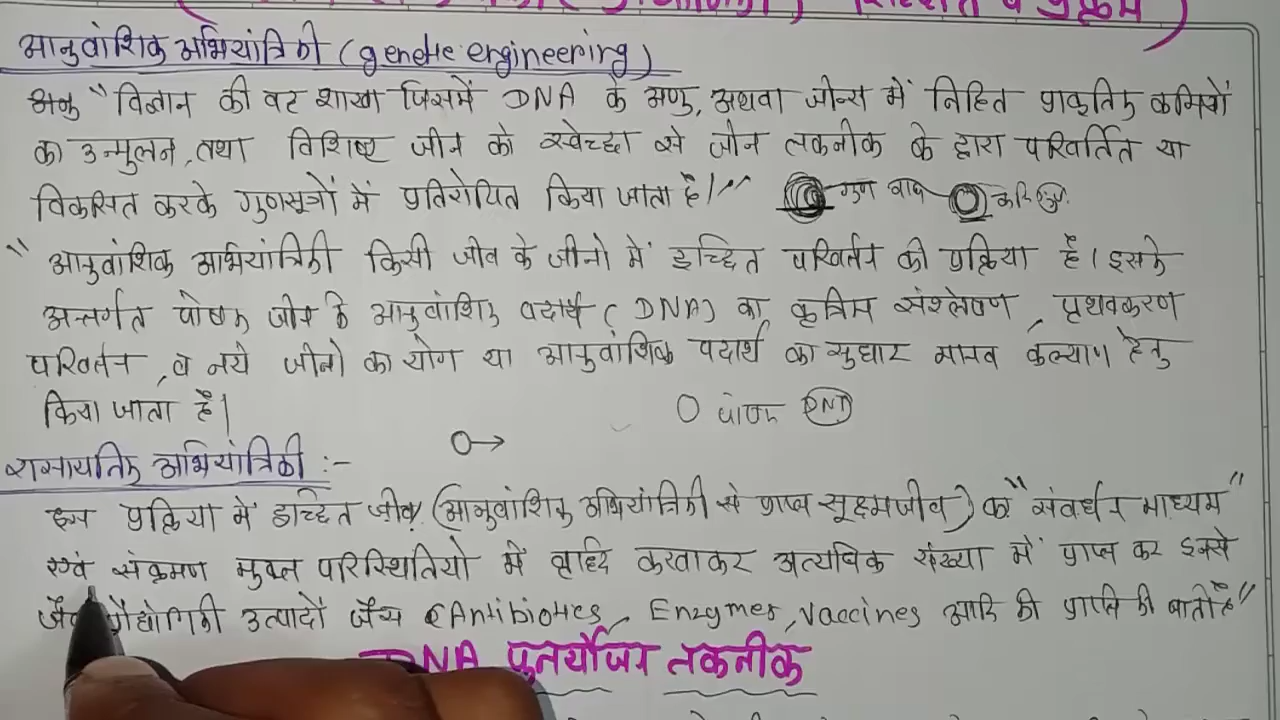 आनुवांशिक अभियांत्रिकी (genetic engineering)
"विज्ञान की वह शाखा जिसमें DNA के अणु, अथवा जीन्स में निहित प्राकृतिक कमियों
का उन्मुलन, तथा विशिष्ट जीन को स्वेच्छा से जीन तकनीक के द्वारा परिवर्तित या
विकसित करके गुणसूत्रों में प्रतिरोपित किया जाता है।" गुण वाद
"आनुवांशिक अभियांत्रिकी किसी जीव के जीनो में इच्छित परिवर्तन की प्रक्रिया है। इसके
अन्तर्गत पोषक जीन के आनुवांशिक पदार्थ (DNA) का कृत्रिम संश्लेषण, पृथक्करण
परिवर्तन, व नये जीनो का योग या आनुवांशिक पदार्थ का सुधार मानव कल्याण हेतु
किया जाता है।
पोषक DNA
रासायनिक अभियांत्रिकी :-
इस प्रक्रिया में इच्छित जीव (आनुवांशिक अभियांत्रिकी से प्राप्त सूक्ष्मजीव) का "संवर्धन माध्यम"
एवं संक्रमण मुक्त परिस्थितियो में वृद्धि करवाकर अत्यधिक संख्या में प्राप्त कर इनसे
जैव प्रौद्योगिकी उत्पादों जैसे Antibiotics, Enzymes, Vaccines आदि की प्राप्ति की जाती है"
DNA पुनर्योजन तकनीक